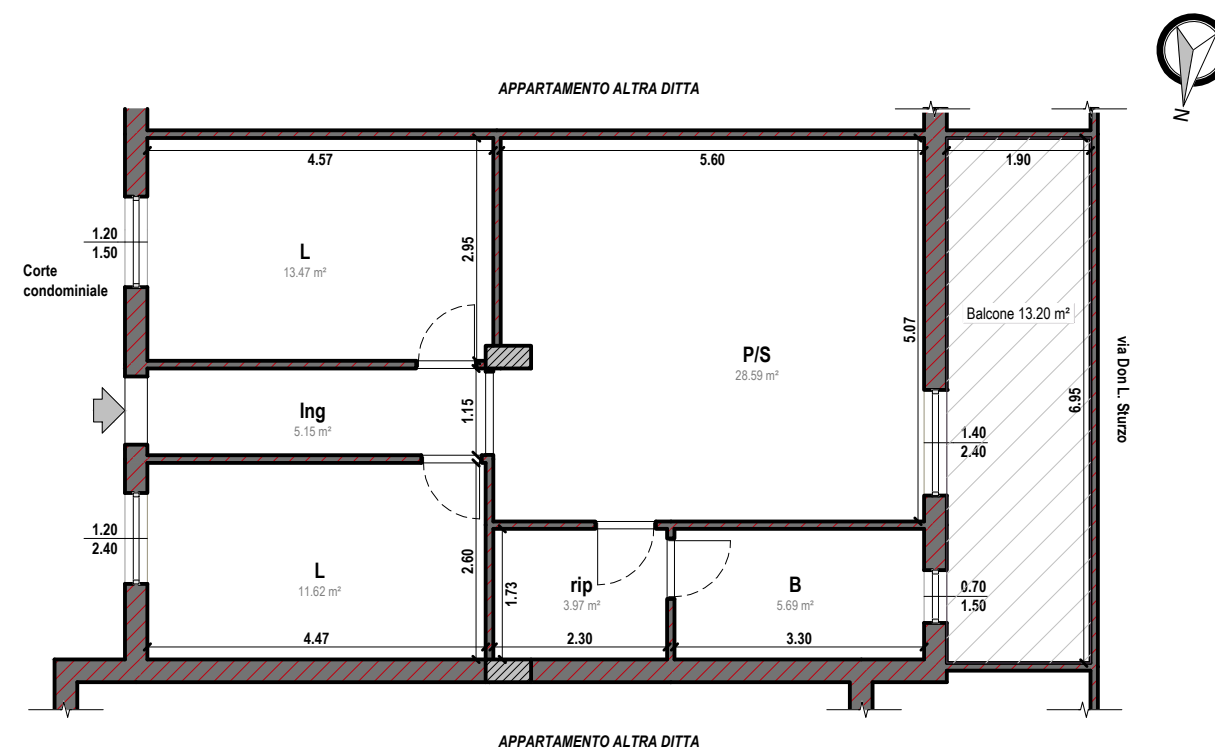 N
APPARTAMENTO ALTRA DITTA
4.57
5.60
1.90
1.20
1.50
Corte
condominiale
L
13.47 m²
2.95
P/S
28.59 m²
5.07
Balcone 13.20 m²
via Don L. Sturzo
6.95
Ing
5.15 m²
1.15
1.40
2.40
1.20
2.40
L
11.62 m²
2.60
4.47
1.73
rip
3.97 m²
2.30
B
5.69 m²
3.30
0.70
1.50
APPARTAMENTO ALTRA DITTA